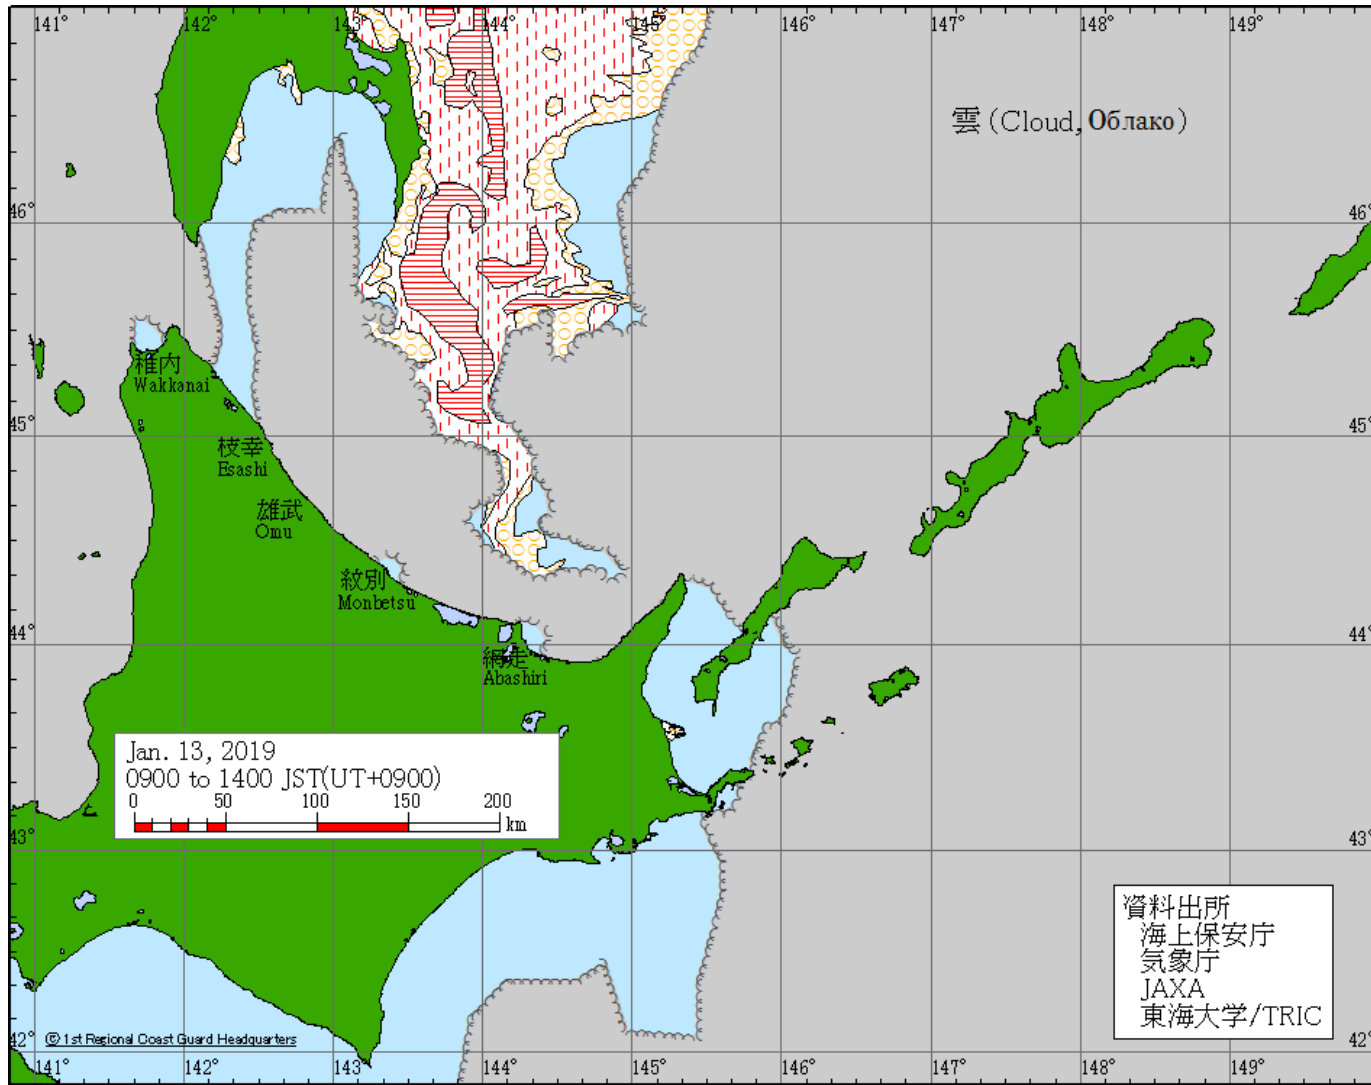 141° 142° 143° 144° 145° 146° 147° 148° 149°
雲 (Cloud, Облако)
46° 46°
稚内
Wakkanai
45° 45°
枝幸
Esashi
雄武
Omu
紋別
Monbetsu
44° 44°
網走
Abashiri
Jan. 13, 2019
0900 to 1400 JST(UT+0900)
0 50 100 150 200
km
43° 43°
資料出所
海上保安庁
気象庁
JAXA
東海大学/TRIC
42° 42°
© 1st Regional Coast Guard Headquarters
141° 142° 143° 144° 145° 146° 147° 148° 149°